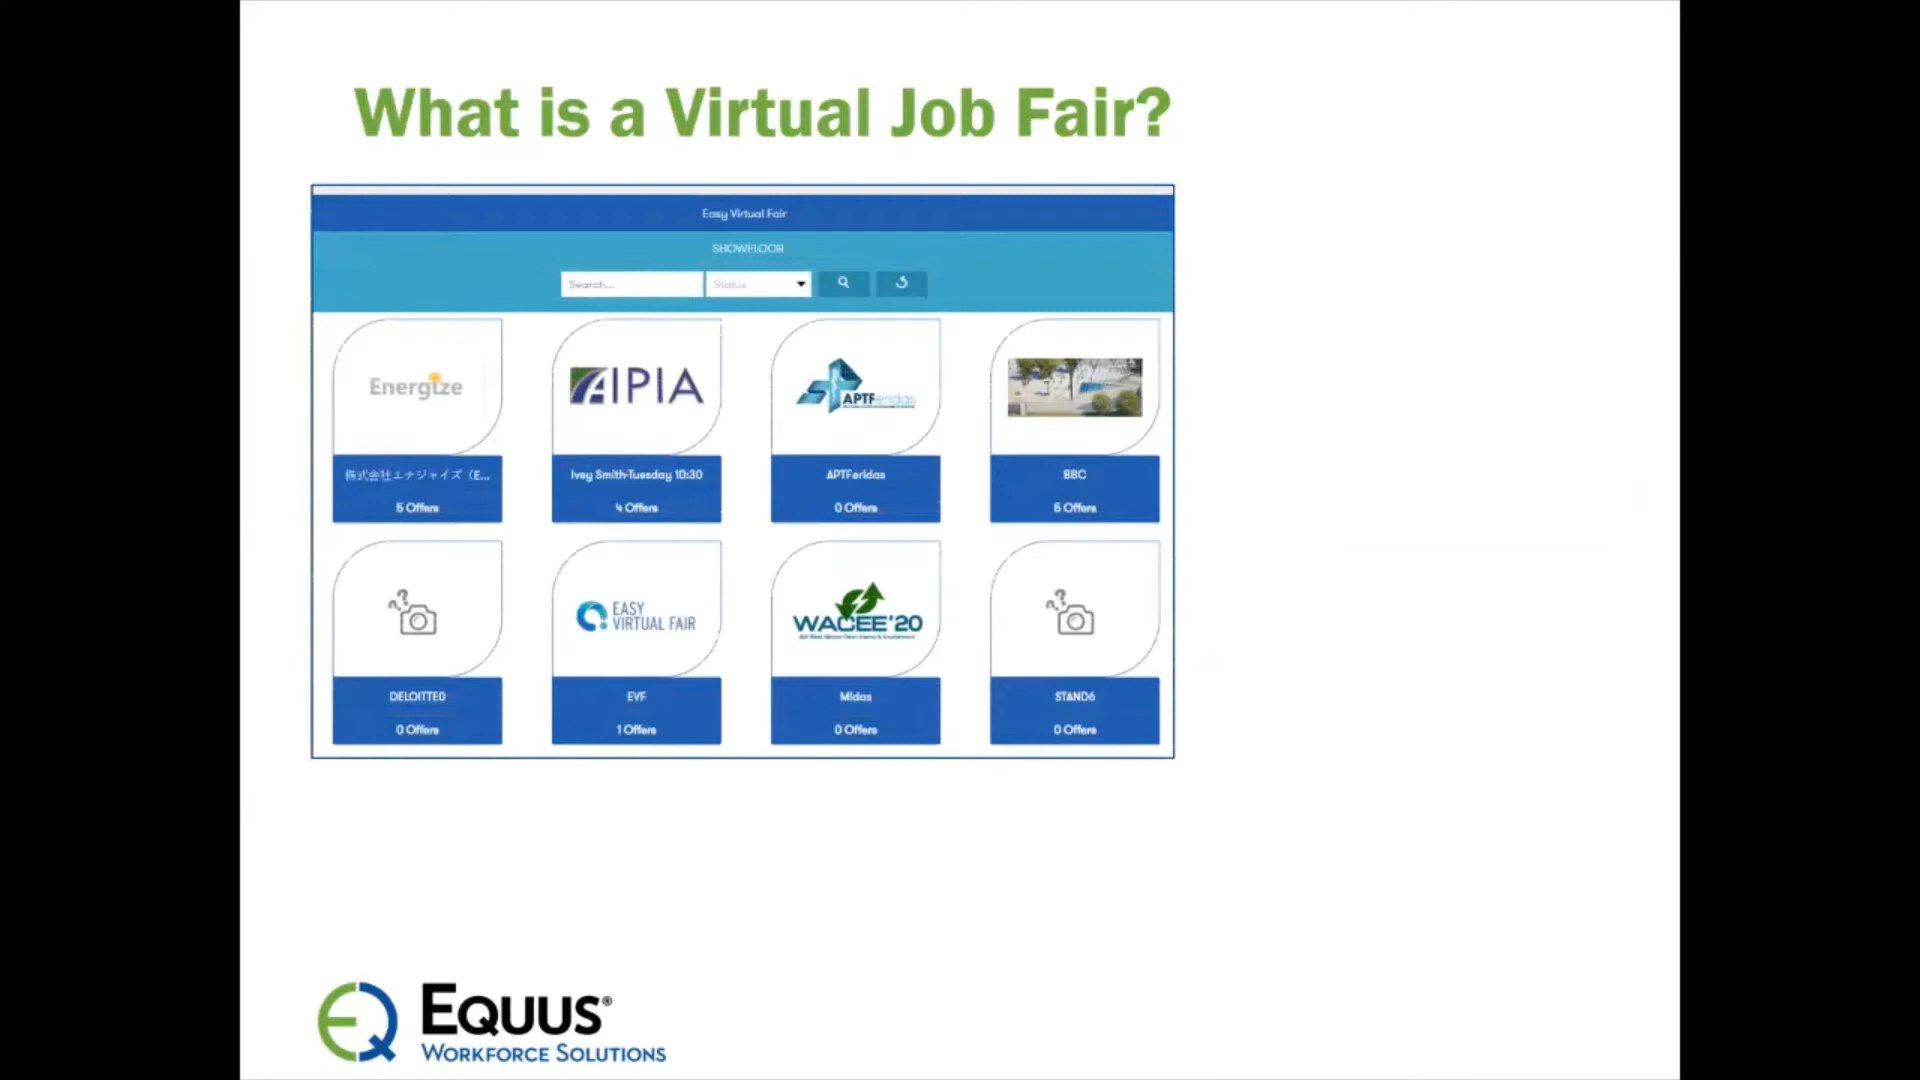 What is a Virtual Job Fair?
Easy Virtual Fair
SHOWFLOOR
Search...
Status
Energize
AIPIA
APTFeridas
株式会社エナジャイズ（E...
Ivey Smith-Tuesday 10:30
APTFeridas
BBC
5 Offers
4 Offers
0 Offers
5 Offers
EASY
VIRTUAL FAIR
WACEE'20
DELOITTE0
EVF
Midas
STAND6
0 Offers
1 Offers
0 Offers
0 Offers
EQUUS®
WORKFORCE SOLUTIONS